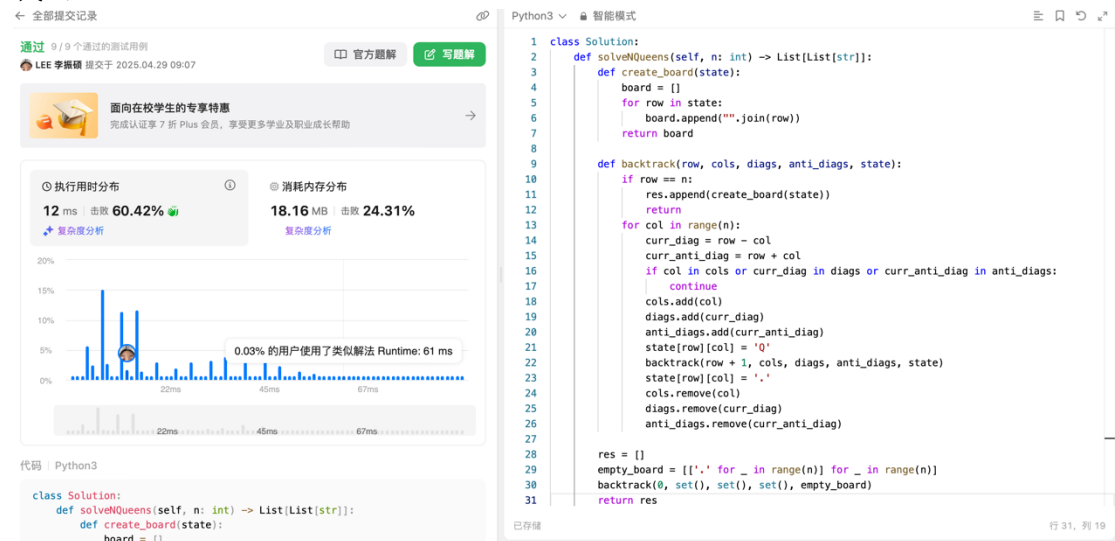 ← 全部提交记录
通过 9 / 9 个通过的测试用例
LEE 李振硕 提交于 2025.04.29 09:07
官方题解
写题解
面向在校学生的专享特惠
完成认证享 7 折 Plus 会员，享受更多学业及职业成长帮助
执行用时分布
12 ms 击败 60.42%
复杂度分析
消耗内存分布
18.16 MB 击败 24.31%
复杂度分析
20%
15%
10%
5%
0%
0.03% 的用户使用了类似解法 Runtime: 61 ms
22ms 45ms 67ms
22ms 45ms 67ms
代码 Python3
class Solution:
    def solveNQueens(self, n: int) -> List[List[str]]:
        def create_board(state):
            board = []
Python3 智能模式
1 class Solution:
2     def solveNQueens(self, n: int) -> List[List[str]]:
3         def create_board(state):
4             board = []
5             for row in state:
6                 board.append("".join(row))
7             return board
8
9         def backtrack(row, cols, diags, anti_diags, state):
10             if row == n:
11                 res.append(create_board(state))
12                 return
13             for col in range(n):
14                 curr_diag = row - col
15                 curr_anti_diag = row + col
16                 if col in cols or curr_diag in diags or curr_anti_diag in anti_diags:
17                     continue
18                 cols.add(col)
19                 diags.add(curr_diag)
20                 anti_diags.add(curr_anti_diag)
21                 state[row][col] = 'Q'
22                 backtrack(row + 1, cols, diags, anti_diags, state)
23                 state[row][col] = '.'
24                 cols.remove(col)
25                 diags.remove(curr_diag)
26                 anti_diags.remove(curr_anti_diag)
27
28         res = []
29         empty_board = [['.' for _ in range(n)] for _ in range(n)]
30         backtrack(0, set(), set(), set(), empty_board)
31         return res
已存储
行 31，列 19